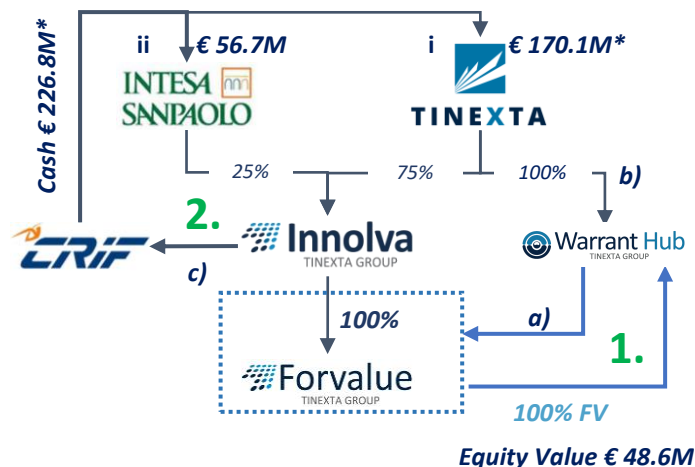 ii
€ 56.7M
i
€ 170.1M*
INTESA
SANPAOLO
TINEXTA
Cash € 226.8M*
25%
75%
100%
b)
2.
CRIF
Innolva
TINEXTA GROUP
Warrant Hub
TINEXTA GROUP
c)
100%
a)
1.
Forvalue
TINEXTA GROUP
100% FV
Equity Value € 48.6M